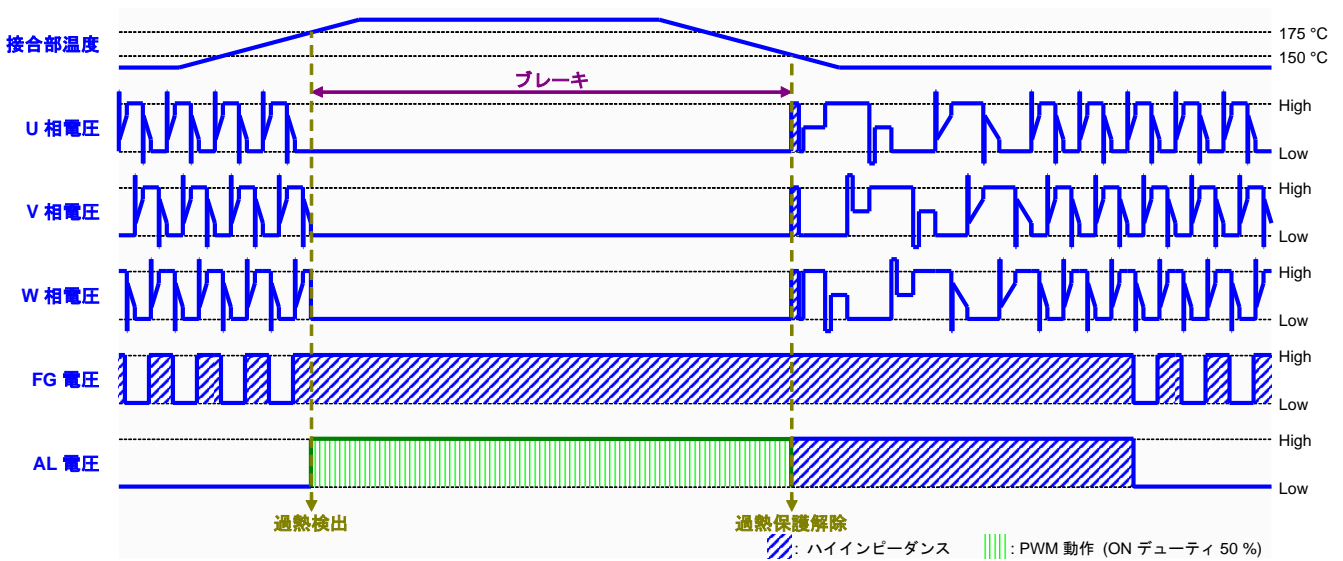 接合部温度
175 °C
150 °C
ブレーキ
U 相電圧
High
Low
V 相電圧
High
Low
W 相電圧
High
Low
FG 電圧
High
Low
AL 電圧
High
Low
過熱検出
過熱保護解除
: ハイインピーダンス
: PWM 動作 (ON デューティ 50 %)